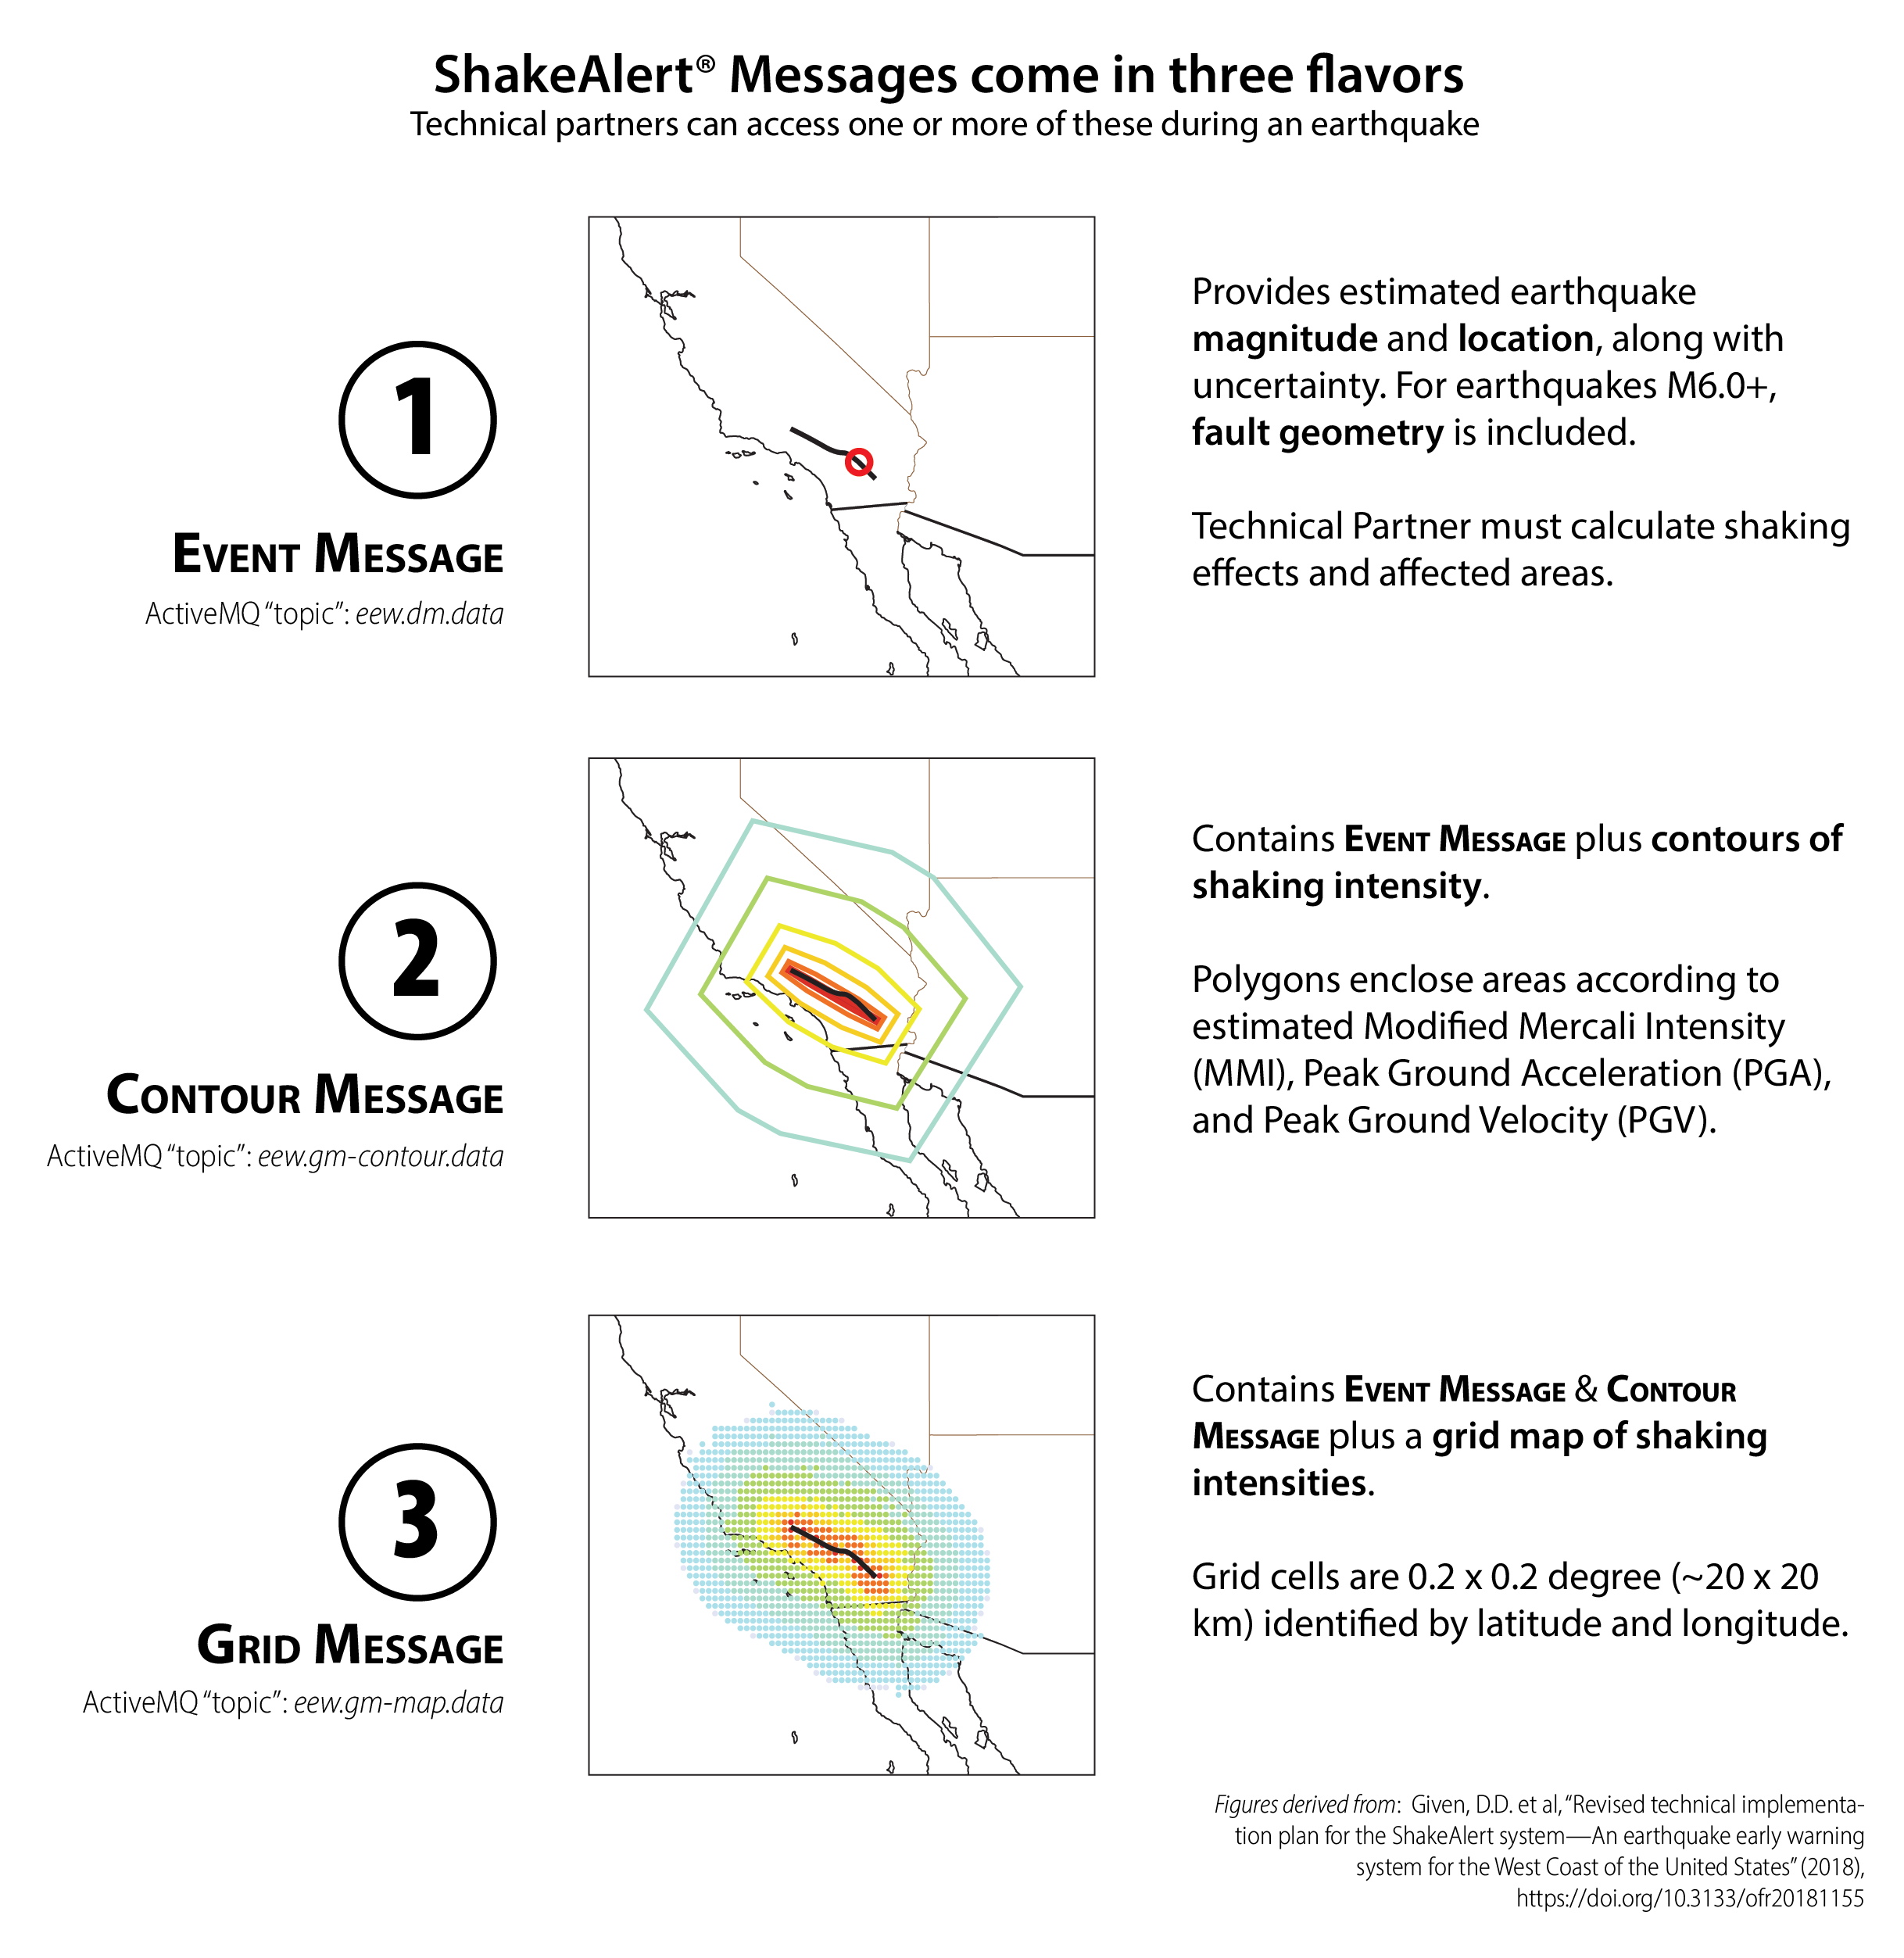 ShakeAlert® Messages come in three flavors
Technical partners can access one or more of these during an earthquake
1
Event Message
ActiveMQ “topic”: eew.dm.data
Provides estimated earthquake
magnitude and location, along with
uncertainty. For earthquakes M6.0+,
fault geometry is included.
Technical Partner must calculate shaking
effects and affected areas.
2
Contour Message
ActiveMQ “topic”: eew.gm-contour.data
Contains Event Message plus contours of
shaking intensity.
Polygons enclose areas according to
estimated Modified Mercali Intensity
(MMI), Peak Ground Acceleration (PGA),
and Peak Ground Velocity (PGV).
3
Grid Message
ActiveMQ “topic”: eew.gm-map.data
Contains Event Message & Contour
Message plus a grid map of shaking
intensities.
Grid cells are 0.2 x 0.2 degree (~20 x 20
km) identified by latitude and longitude.
Figures derived from: Given, D.D. et al, “Revised technical implementa-
tion plan for the ShakeAlert system—An earthquake early warning
system for the West Coast of the United States” (2018),
https://doi.org/10.3133/ofr20181155